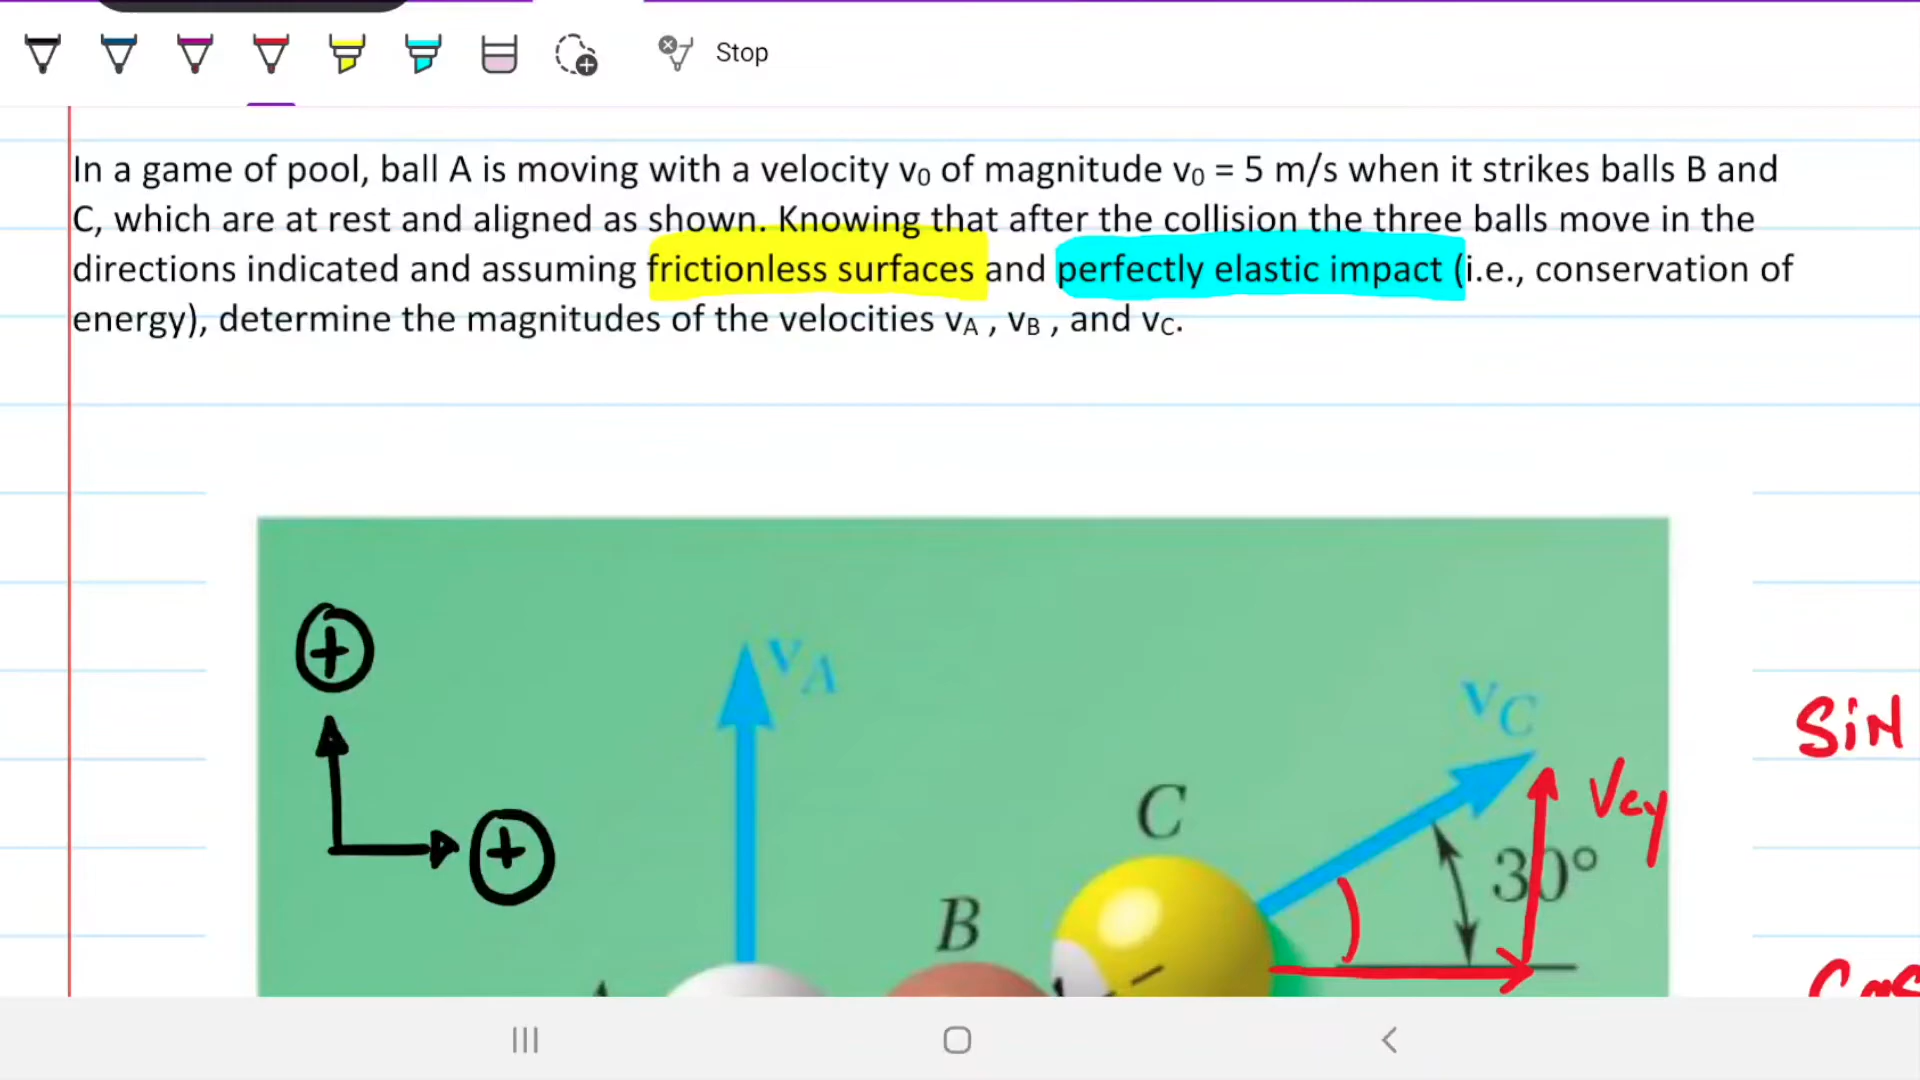 Stop
In a game of pool, ball A is moving with a velocity v₀ of magnitude v₀ = 5 m/s when it strikes balls B and
C, which are at rest and aligned as shown. Knowing that after the collision the three balls move in the
directions indicated and assuming frictionless surfaces and perfectly elastic impact (i.e., conservation of
energy), determine the magnitudes of the velocities vA , vB , and vC.
+
vA
vC
SiN
Vcy
C
+
30°
B